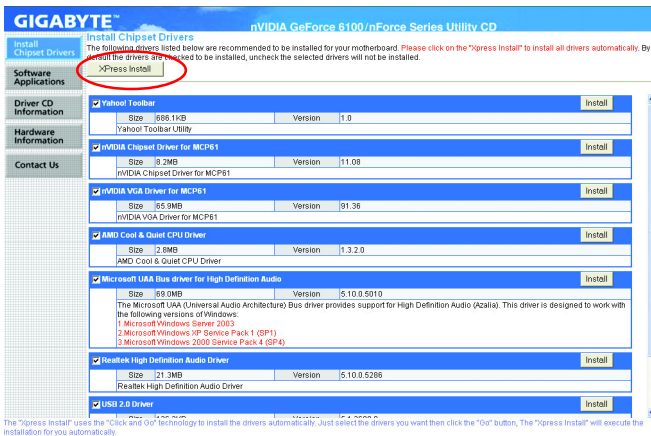 GIGABYTE™
nVIDIA GeForce 6100/nForce Series Utility CD
Install
Chipset Drivers
Software
Applications
Driver CD
Information
Hardware
Information
Contact Us
Install Chipset Drivers
The following drivers listed below are recommended to be installed for your motherboard. Please click on the "Xpress Install" to install all drivers automatically. By
default the drivers are checked to be installed, uncheck the selected drivers will not be installed.
XPress Install
Yahoo! Toolbar Install
Size 686.1KB Version 1.0
Yahoo! Toolbar Utility
nVIDIA Chipset Driver for MCP61 Install
Size 8.2MB Version 11.08
nVIDIA Chipset Driver for MCP61
nVIDIA VGA Driver for MCP61 Install
Size 65.9MB Version 91.36
nVIDIA VGA Driver for MCP61
AMD Cool & Quiet CPU Driver Install
Size 2.8MB Version 1.3.2.0
AMD Cool & Quiet CPU Driver
Microsoft UAA Bus driver for High Definition Audio Install
Size 69.0MB Version 5.10.0.5010
The Microsoft UAA (Universal Audio Architecture) Bus driver provides support for High Definition Audio (Azalia). This driver is designed to work with
the following versions of Windows:
1.Microsoft Windows Server 2003
2.Microsoft Windows XP Service Pack 1 (SP1)
3.Microsoft Windows 2000 Service Pack 4 (SP4)
Realtek High Definition Audio Driver Install
Size 21.3MB Version 5.10.0.5286
Realtek High Definition Audio Driver
USB 2.0 Driver Install
The "Xpress Install" uses the "Click and Go" technology to install the drivers automatically. Just select the drivers you want then click the "Go" button, The "Xpress Install" will execute the
installation for you automatically.